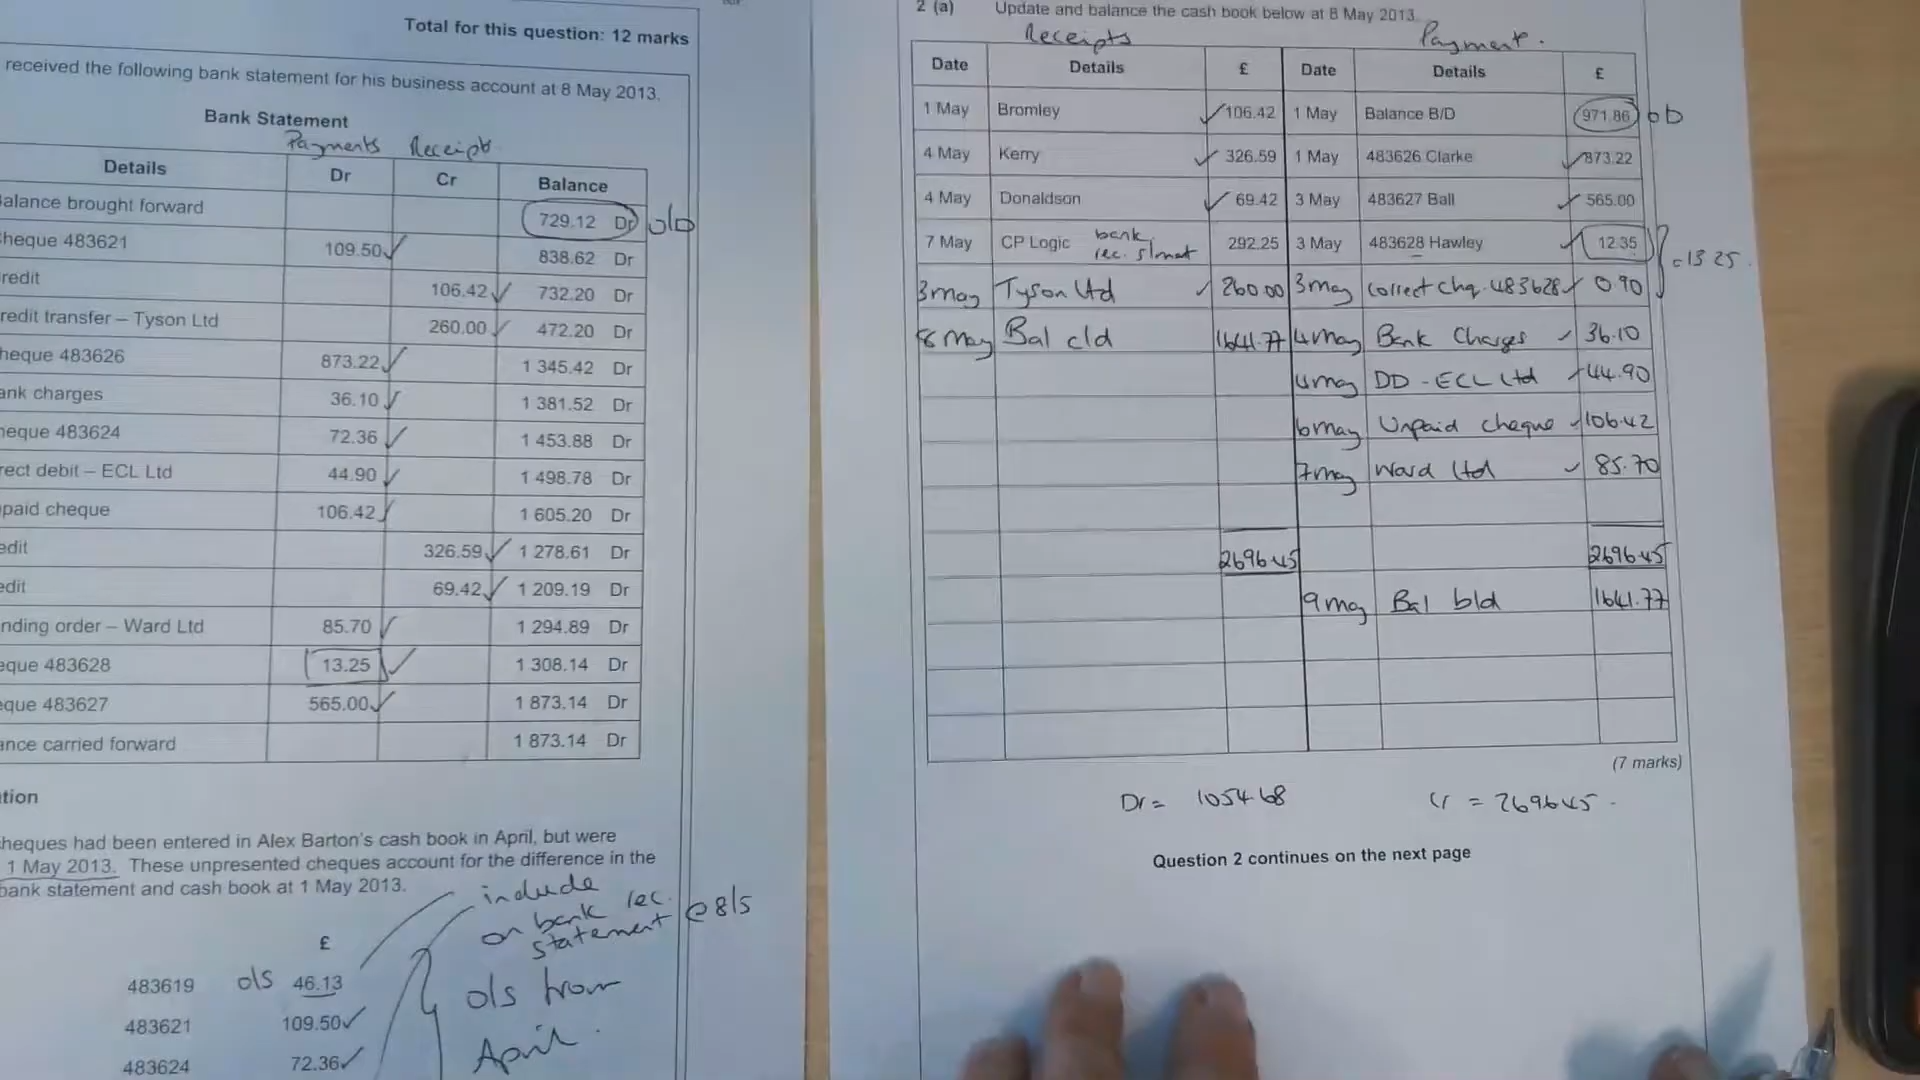 Total for this question: 12 marks
received the following bank statement for his business account at 8 May 2013.
Bank Statement
Payments Receipt
Details Dr Cr Balance
alance brought forward 729.12 Dr o/b
heque 483621 109.50✓ 838.62 Dr
redit 106.42✓ 732.20 Dr
redit transfer – Tyson Ltd 260.00✓ 472.20 Dr
heque 483626 873.22✓ 1 345.42 Dr
ank charges 36.10✓ 1 381.52 Dr
heque 483624 72.36✓ 1 453.88 Dr
rect debit – ECL Ltd 44.90✓ 1 498.78 Dr
paid cheque 106.42✓ 1 605.20 Dr
edit 326.59✓ 1 278.61 Dr
edit 69.42✓ 1 209.19 Dr
nding order – Ward Ltd 85.70✓ 1 294.89 Dr
eque 483628 13.25✓ 1 308.14 Dr
eque 483627 565.00✓ 1 873.14 Dr
ance carried forward 1 873.14 Dr
tion
heques had been entered in Alex Barton's cash book in April, but were
1 May 2013. These unpresented cheques account for the difference in the
bank statement and cash book at 1 May 2013.
include
on bank rec.
statement @ 8/5
£
483619 o/s 46.13
483621 109.50✓
483624 72.36✓
o/s from
April.
2 (a) Update and balance the cash book below at 8 May 2013.
Receipts Payment.
Date Details £ Date Details £
1 May Bromley ✓106.42 1 May Balance B/D 971.86 ob
4 May Kerry ✓326.59 1 May 483626 Clarke ✓873.22
4 May Donaldson ✓69.42 3 May 483627 Ball ✓565.00
7 May CP Logic bank rec. s/mat 292.25 3 May 483628 Hawley ✓12.35
13 25.
3 may Tyson Ltd ✓260.00 3 may correct chq. 483628✓ 0.90
8 May Bal c/d 1641.77 4 may Bank Charges ✓36.10
4 may DD - ECL Ltd ✓44.90
6 may Unpaid cheque ✓106.42
7 may Ward Ltd ✓85.70
2696.45 2696.45
9 may Bal b/d 1641.77
(7 marks)
Dr = 1054.68 Cr = 2696.45.
Question 2 continues on the next page